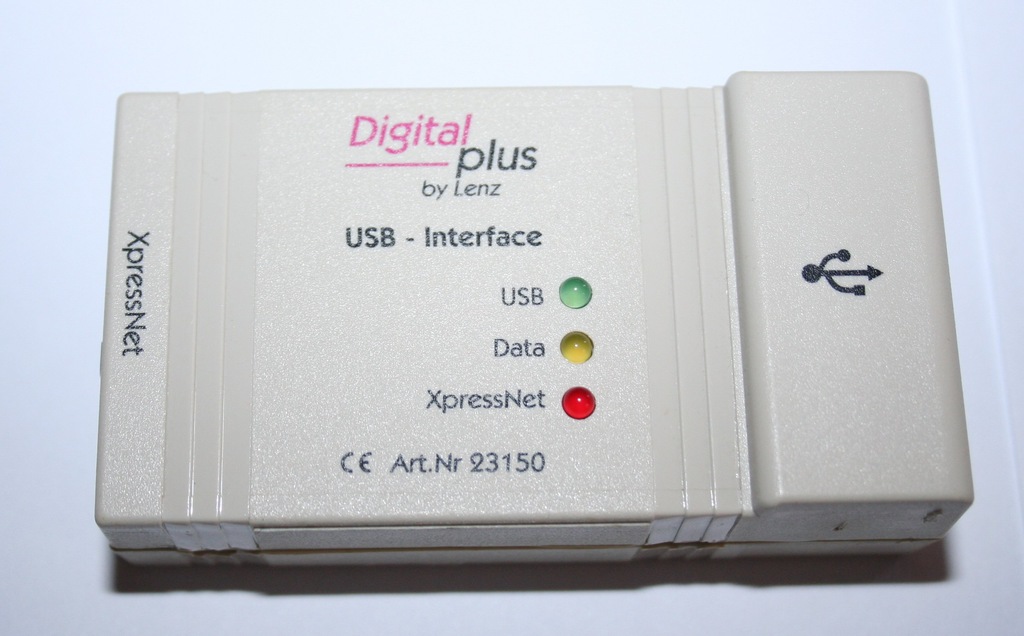 Digital
plus
by Lenz
USB - Interface
USB
Data
XpressNet
CE Art.Nr 23150
XpressNet